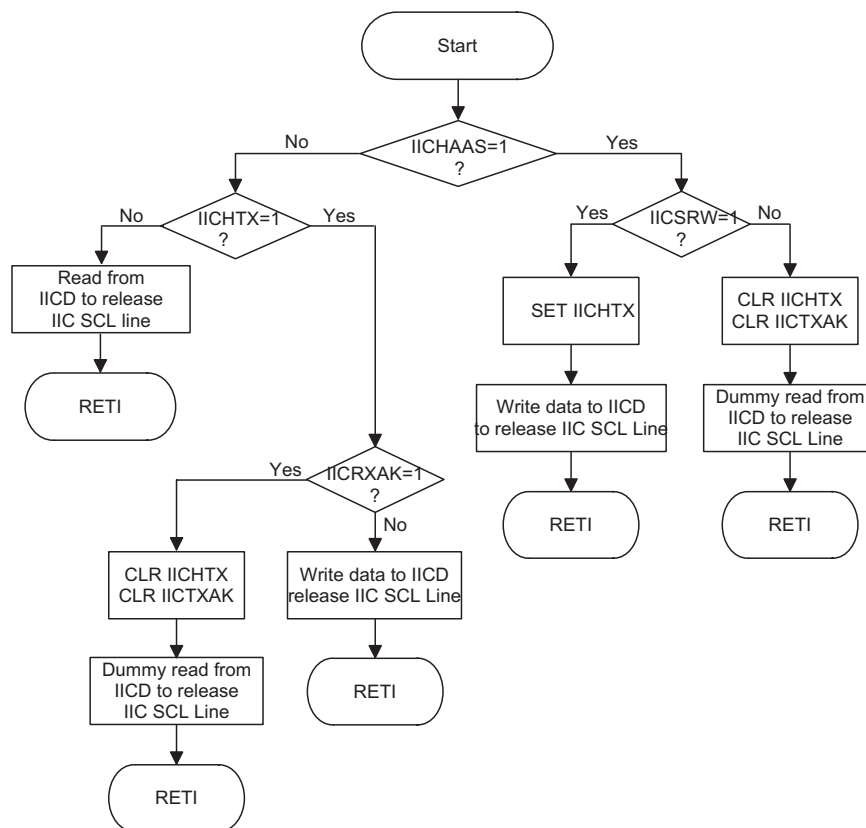 Start
IICHAAS=1
?
No
Yes
IICHTX=1
?
No
Yes
IICSRW=1
?
Yes
No
Read from
IICD to release
IIC SCL line
RETI
SET IICHTX
Write data to IICD
to release IIC SCL Line
RETI
CLR IICHTX
CLR IICTXAK
Dummy read from
IICD to release
IIC SCL Line
RETI
IICRXAK=1
?
Yes
No
CLR IICHTX
CLR IICTXAK
Dummy read from
IICD to release
IIC SCL Line
RETI
Write data to IICD
release IIC SCL Line
RETI